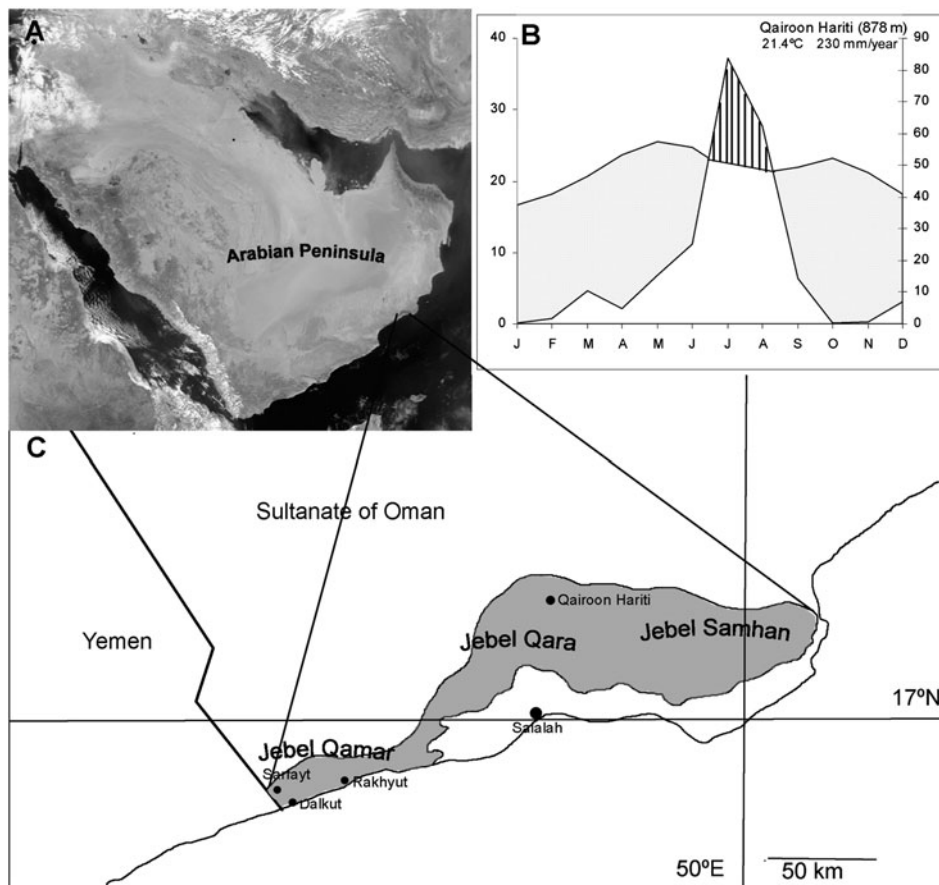 A
Arabian Peninsula
B
Qairoon Hariti (878 m)
21.4ºC 230 mm/year
40
30
20
10
0
90
80
70
60
50
40
30
20
10
0
J F M A M J J A S O N D
C
Sultanate of Oman
Yemen
Qairoon Hariti
Jebel Qara
Jebel Samhan
17ºN
Salalah
Jebel Qamar
Sarfayt
Rakhyut
Dalkut
50ºE
50 km